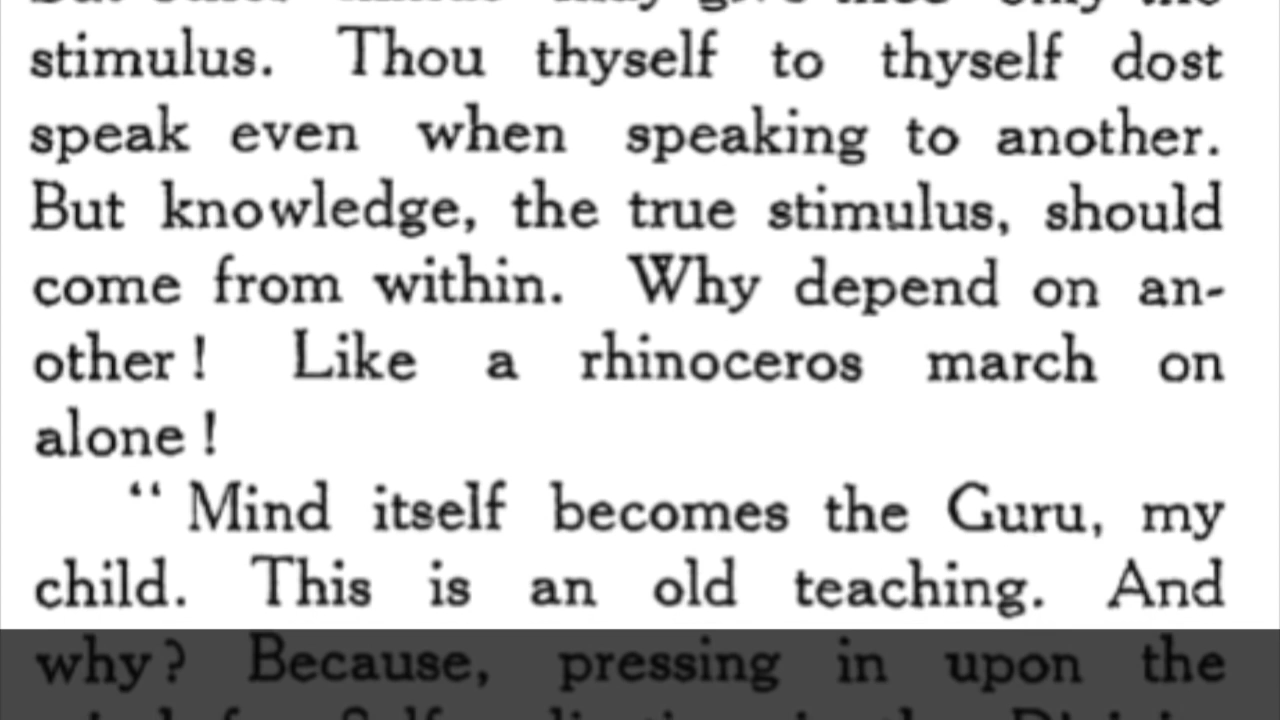 stimulus. Thou thyself to thyself dost
speak even when speaking to another.
But knowledge, the true stimulus, should
come from within. Why depend on an-
other ! Like a rhinoceros march on
alone !
“ Mind itself becomes the Guru, my
child. This is an old teaching. And
why ? Because, pressing in upon the